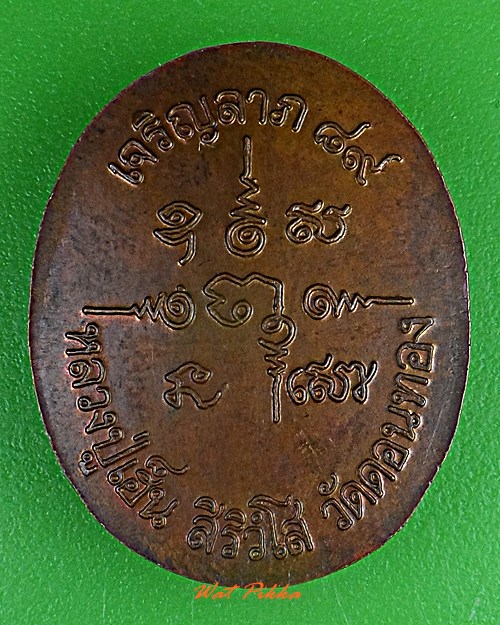 เจริญลาภ ๘๙
หลวงปู่เฮ็น สิริวํโส วัดดอนทอง
Wat Pikka